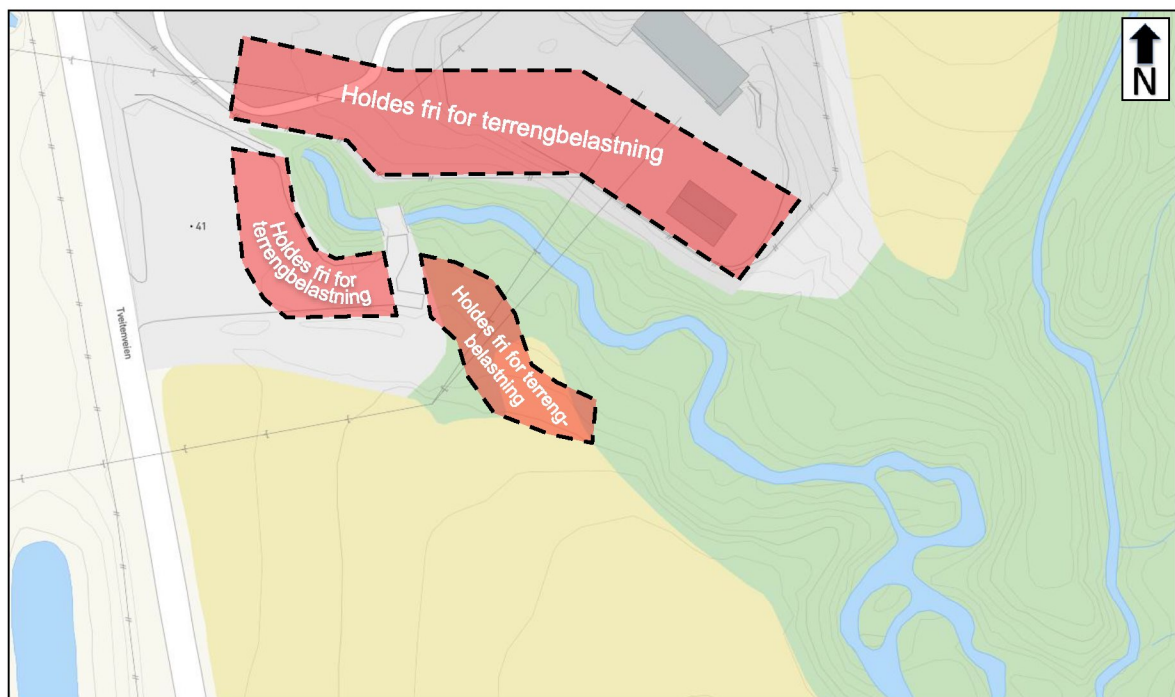 N
Holdes fri for terrengbelastning
41
Holdes fri for
terrengbelastning
Holdes fri for terreng-
belastning
Tveitenveien